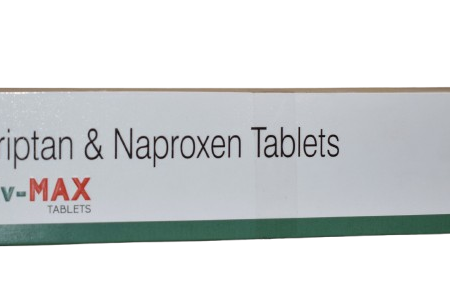 riptan & Naproxen Tablets
v-MAX
TABLETS